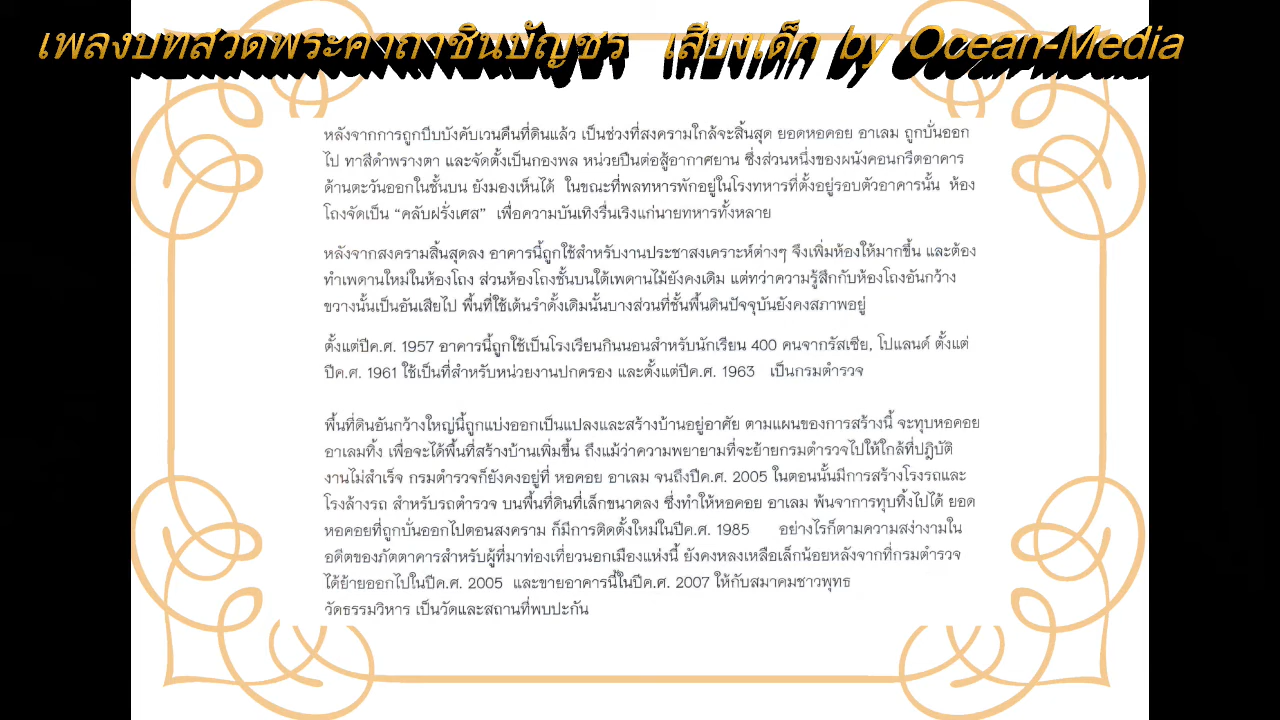 เพลงบทสวดพระคาถาชินบัญชร เสียงเด็ก by Ocean-Media
หลังจากการถูกบีบบังคับเวนคืนที่ดินแล้ว เป็นช่วงที่สงครามใกล้จะสิ้นสุด ยอดหอคอย อาเลม ถูกบั่นออก
ไป ทาสีดำพรางตา และจัดตั้งเป็นกองพล หน่วยปืนต่อสู้อากาศยาน ซึ่งส่วนหนึ่งของผนังคอนกรีตอาคาร
ด้านตะวันออกในชั้นบน ยังมองเห็นได้ ในขณะที่พลทหารพักอยู่ในโรงทหารที่ตั้งอยู่รอบตัวอาคารนั้น ห้อง
โถงจัดเป็น “คลับฝรั่งเศส” เพื่อความบันเทิงรื่นเริงแก่นายทหารทั้งหลาย
หลังจากสงครามสิ้นสุดลง อาคารนี้ถูกใช้สำหรับงานประชาสงเคราะห์ต่างๆ จึงเพิ่มห้องให้มากขึ้น และต้อง
ทำเพดานใหม่ในห้องโถง ส่วนห้องโถงชั้นบนใต้เพดานไม้ยังคงเดิม แต่ทว่าความรู้สึกกับห้องโถงอันกว้าง
ขวางนั้นเป็นอันเสียไป พื้นที่ใช้เต้นรำดั้งเดิมนั้นบางส่วนที่ชั้นพื้นดินปัจจุบันยังคงสภาพอยู่
ตั้งแต่ปีค.ศ. 1957 อาคารนี้ถูกใช้เป็นโรงเรียนกินนอนสำหรับนักเรียน 400 คนจากรัสเซีย, โปแลนด์ ตั้งแต่
ปีค.ศ. 1961 ใช้เป็นที่สำหรับหน่วยงานปกครอง และตั้งแต่ปีค.ศ. 1963 เป็นกรมตำรวจ
พื้นที่ดินอันกว้างใหญ่นี้ถูกแบ่งออกเป็นแปลงและสร้างบ้านอยู่อาศัย ตามแผนของการสร้างนี้ จะทุบหอคอย
อาเลมทิ้ง เพื่อจะได้พื้นที่สร้างบ้านเพิ่มขึ้น ถึงแม้ว่าความพยายามที่จะย้ายกรมตำรวจไปให้ใกล้ที่ปฎิบัติ
งานไม่สำเร็จ กรมตำรวจก็ยังคงอยู่ที่ หอคอย อาเลม จนถึงปีค.ศ. 2005 ในตอนนั้นมีการสร้างโรงรถและ
โรงล้างรถ สำหรับรถตำรวจ บนพื้นที่ดินที่เล็กขนาดลง ซึ่งทำให้หอคอย อาเลม พ้นจาการทุบทิ้งไปได้ ยอด
หอคอยที่ถูกบั่นออกไปตอนสงคราม ก็มีการติดตั้งใหม่ในปีค.ศ. 1985 อย่างไรก็ตามความสง่างามใน
อดีตของภัตตาคารสำหรับผู้ที่มาท่องเที่ยวนอกเมืองแห่งนี้ ยังคงหลงเหลือเล็กน้อยหลังจากที่กรมตำรวจ
ได้ย้ายออกไปในปีค.ศ. 2005 และขายอาคารนี้ในปีค.ศ. 2007 ให้กับสมาคมชาวพุทธ
วัดธรรมวิหาร เป็นวัดและสถานที่พบปะกัน